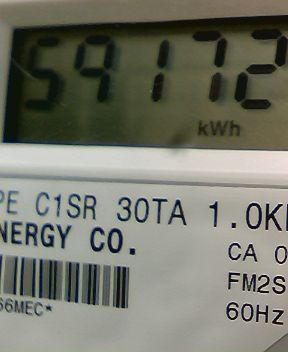 59172
kWh
PE C1SR 30TA 1.0K
NERGY CO.
CA 0
FM2S
66MEC*
60Hz